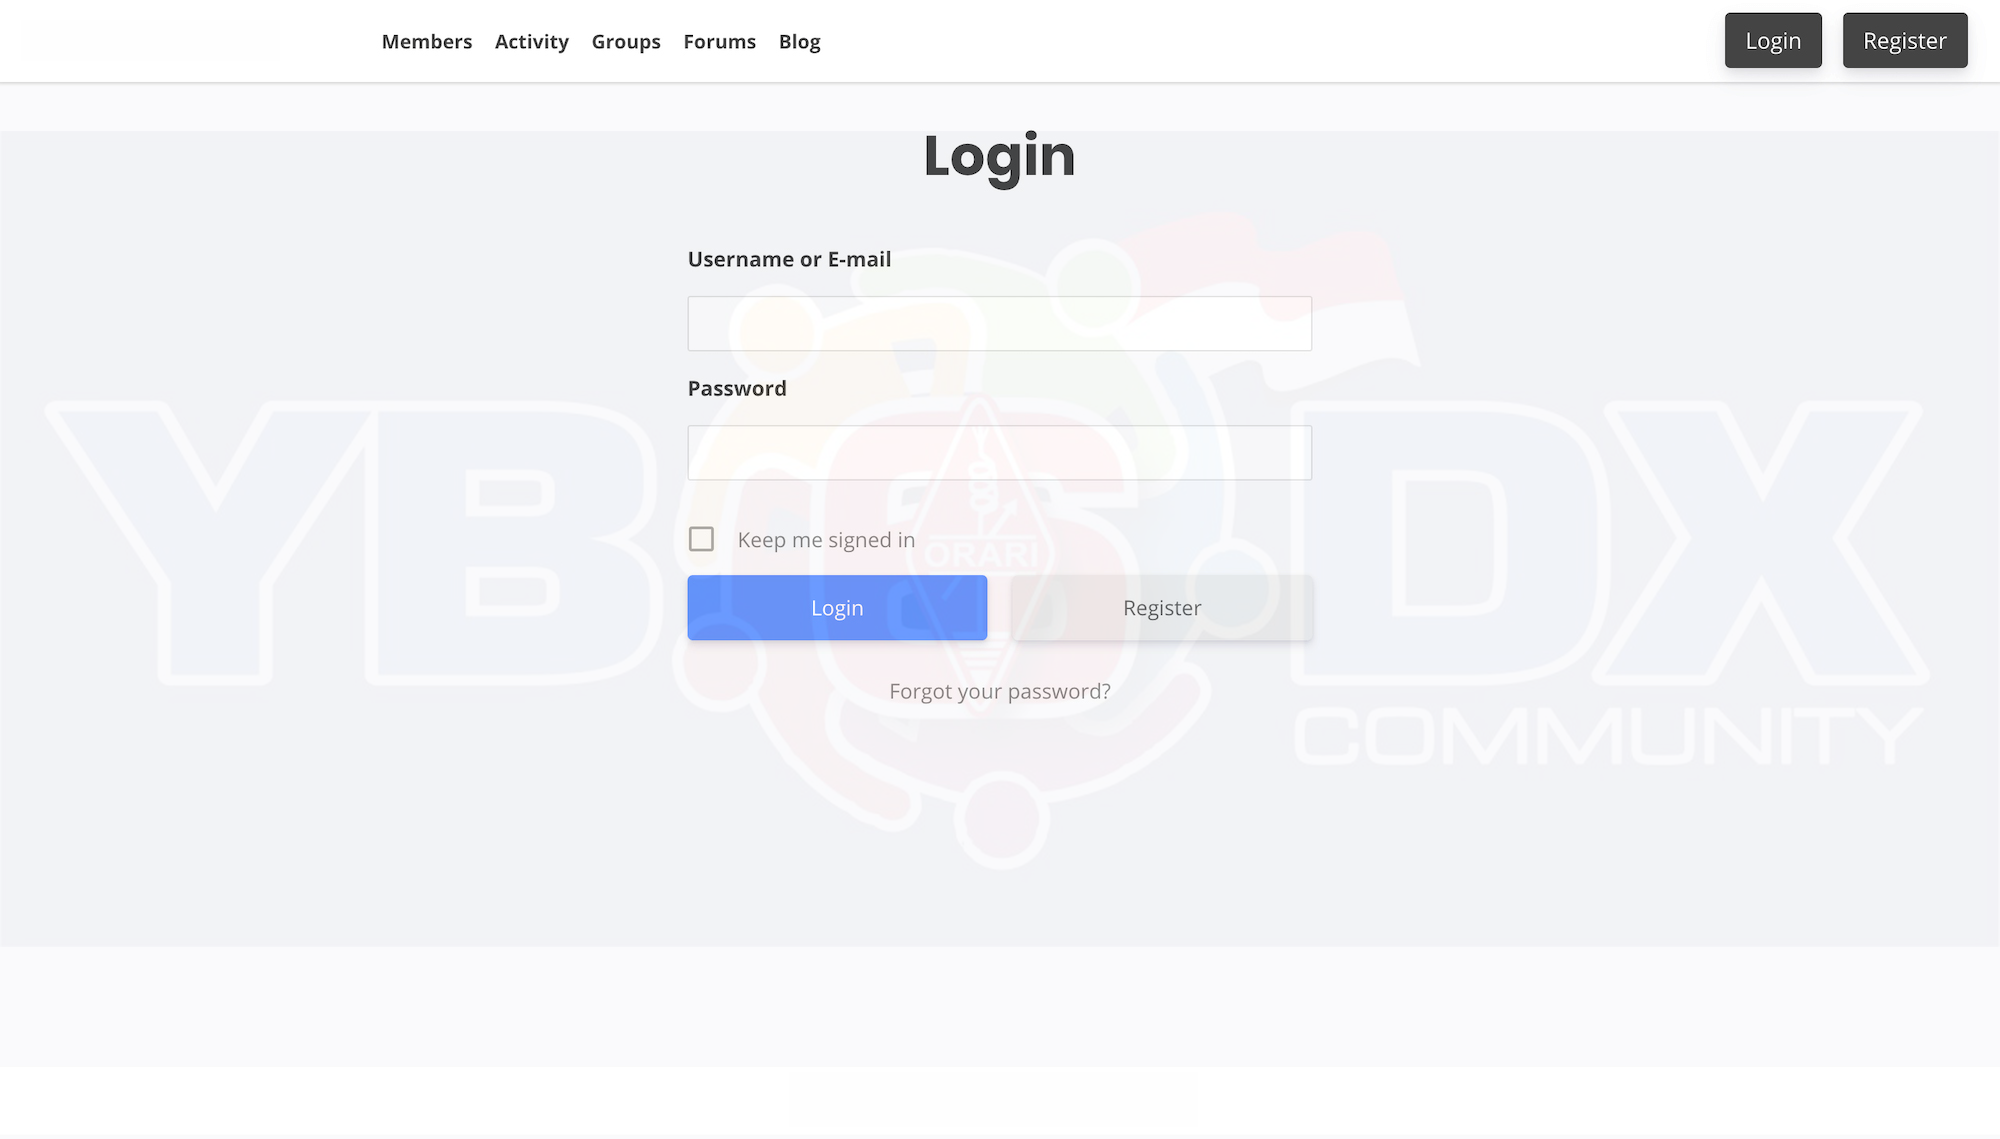 Members Activity Groups Forums Blog Login Register
Login
Username or E-mail
Password
YB6 DX
ORARI
Keep me signed in
Login Register
Forgot your password?
COMMUNITY